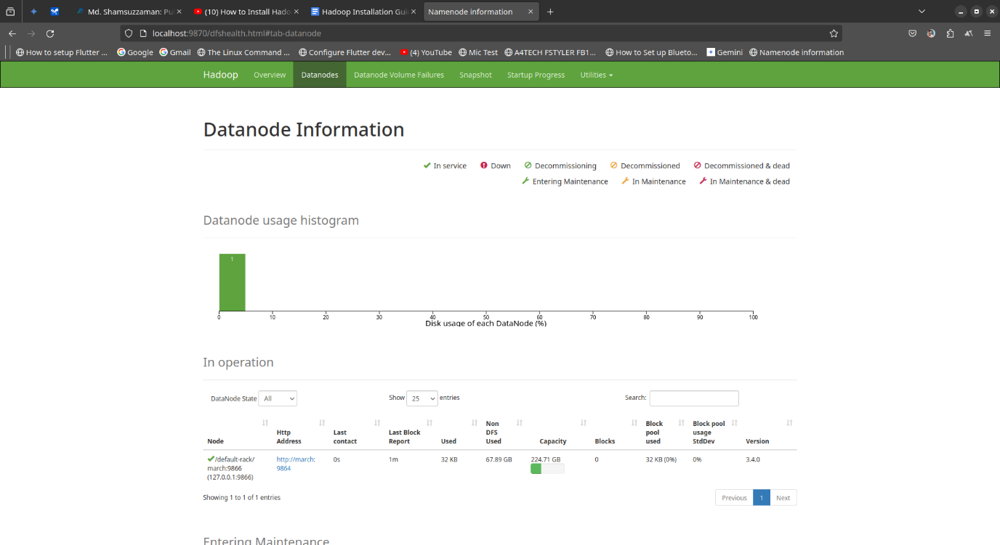 Md. Shamsuzzaman: Pu
(10) How to Install Hado
Hadoop Installation Gui
Namenode information
localhost:9870/dfshealth.html#tab-datanode
How to setup Flutter ... Google Gmail The Linux Command ... Configure Flutter dev... (4) YouTube Mic Test A4TECH FSTYLER FB1... How to Set up Blueto... Gemini Namenode information
Hadoop Overview Datanodes Datanode Volume Failures Snapshot Startup Progress Utilities
Datanode Information
In service Down Decommissioning Decommissioned Decommissioned & dead
Entering Maintenance In Maintenance In Maintenance & dead
Datanode usage histogram
1
0 10 20 30 40 50 60 70 80 90 100
Disk usage of each DataNode (%)
In operation
DataNode State All Show 25 entries Search:
Node
Http
Address
Last
contact
Last Block
Report
Used
Non
DFS
Used
Capacity
Blocks
Block
pool
used
Block pool
usage
StdDev
Version
/default-rack/
march:9866
(127.0.0.1:9866)
http://march:
9864
0s
1m
32 KB
67.89 GB
224.71 GB
0
32 KB (0%)
0%
3.4.0
Showing 1 to 1 of 1 entries
Previous 1 Next
Entering Maintenance